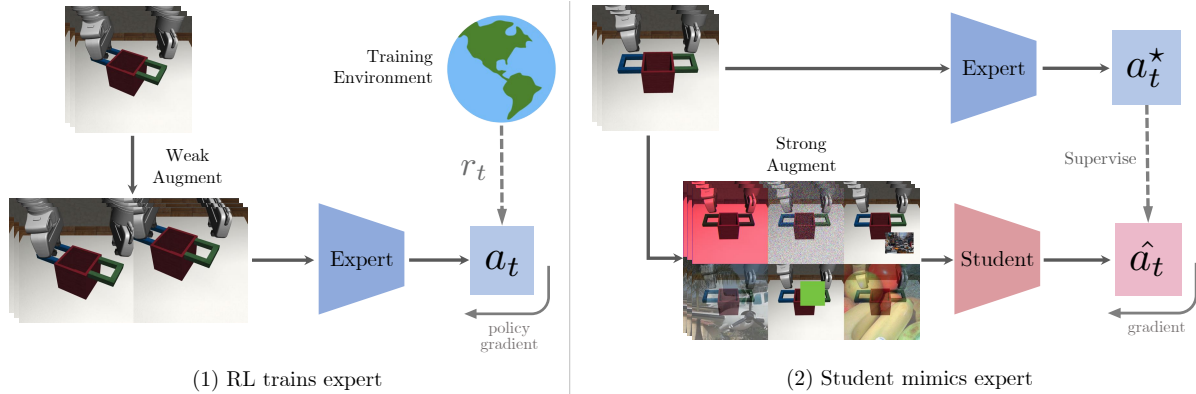 Training
Environment
Weak
Augment
r_t
Expert
a_t
policy
gradient
(1) RL trains expert
Expert
a_t^⋆
Strong
Augment
Supervise
Student
â_t
gradient
(2) Student mimics expert